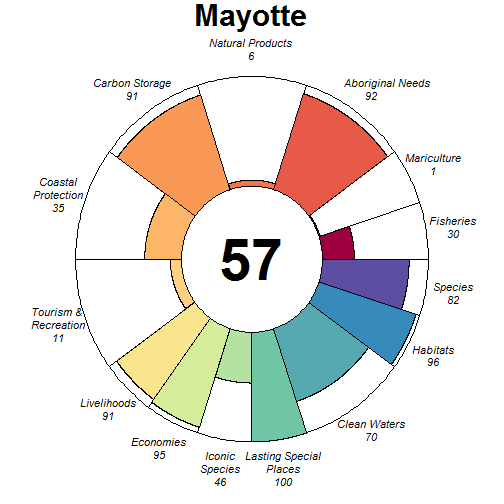 Mayotte
Natural Products
6
Carbon Storage
91
Aboriginal Needs
92
Mariculture
1
Coastal
Protection
35
Fisheries
30
57
Species
82
Tourism &
Recreation
11
Habitats
96
Livelihoods
91
Clean Waters
70
Economies
95
Iconic
Species
46
Lasting Special
Places
100